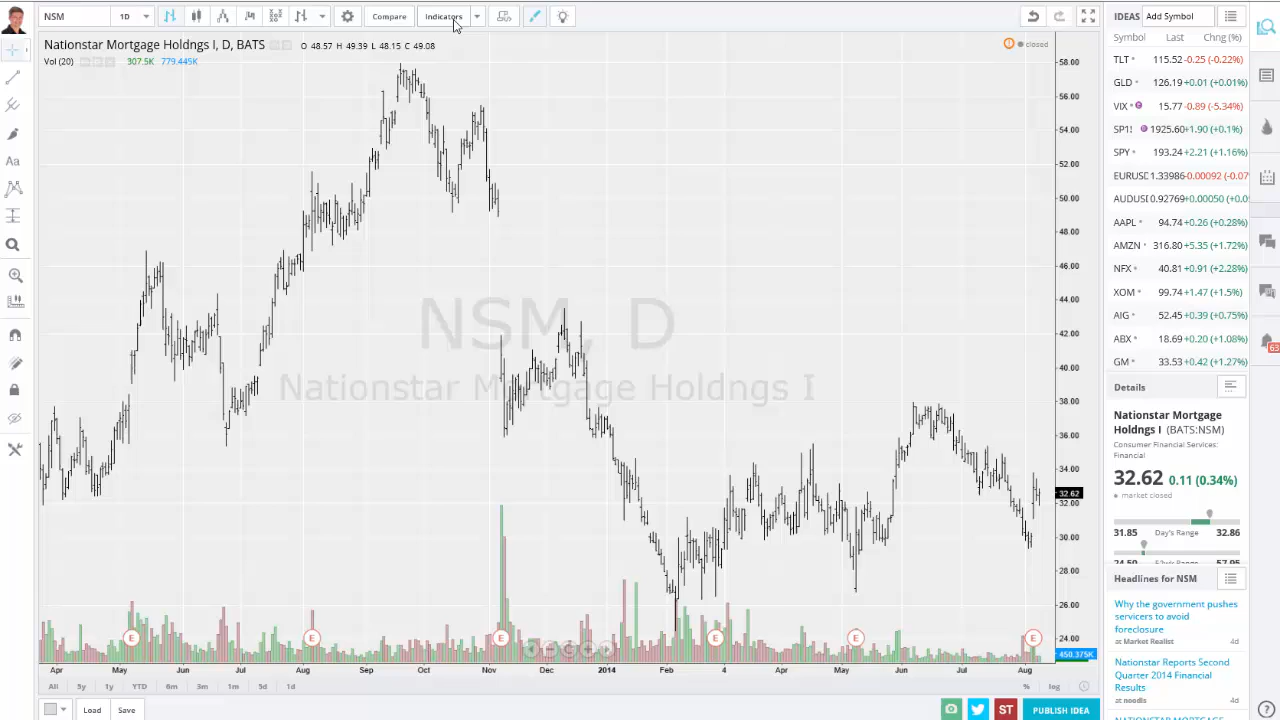 NSM 1D Compare Indicators
Nationstar Mortgage Holdngs I, D, BATS
H 49.39 L 48.15 C
closed
Vol (20) 307.5K 779.445K
NSM, D
Nationstar Mortgage Holdngs I
58.00
56.00
54.00
52.00
50.00
48.00
46.00
44.00
42.00
40.00
38.00
36.00
34.00
32.62
32.00
30.00
28.00
26.00
24.00
450.375K
E E E E E E
Apr May Jun Jul Aug Sep Oct Nov Dec 2014 Feb 4 Apr May Jun Jul Aug
All 5y 1y YTD 6m 3m 1m 5d 1d % log
Load Save ST PUBLISH IDEA
Aa
IDEAS Add Symbol
Symbol Last Chng (%)
TLT 115.52 -0.25 (-0.22%)
GLD 126.19 +0.01 (+0.01%)
VIX 15.77 -0.89 (-5.34%)
SP1! 1925.60 +1.90 (+0.1%)
SPY 193.24 +2.21 (+1.16%)
EURUSD 1.33986 -0.00092 (-0.07
AUDUSD 0.92769 +0.00050 (+0.0
AAPL 94.74 +0.26 (+0.28%)
AMZN 316.80 +5.35 (+1.72%)
NFX 40.81 +0.91 (+2.28%)
XOM 99.74 +1.47 (+1.5%)
AIG 52.45 +0.39 (+0.75%)
ABX 18.69 +0.20 (+1.08%)
GM 33.53 +0.42 (+1.27%)
63
Details
Nationstar Mortgage
Holdngs I (BATS:NSM)
Consumer Financial Services:
Financial
32.62 0.11 (0.34%)
market closed
31.85 Day's Range 32.86
Headlines for NSM
Why the government pushes
servicers to avoid
foreclosure
at Market Realist 4d
Nationstar Reports Second
Quarter 2014 Financial
Results
at noodls 4d